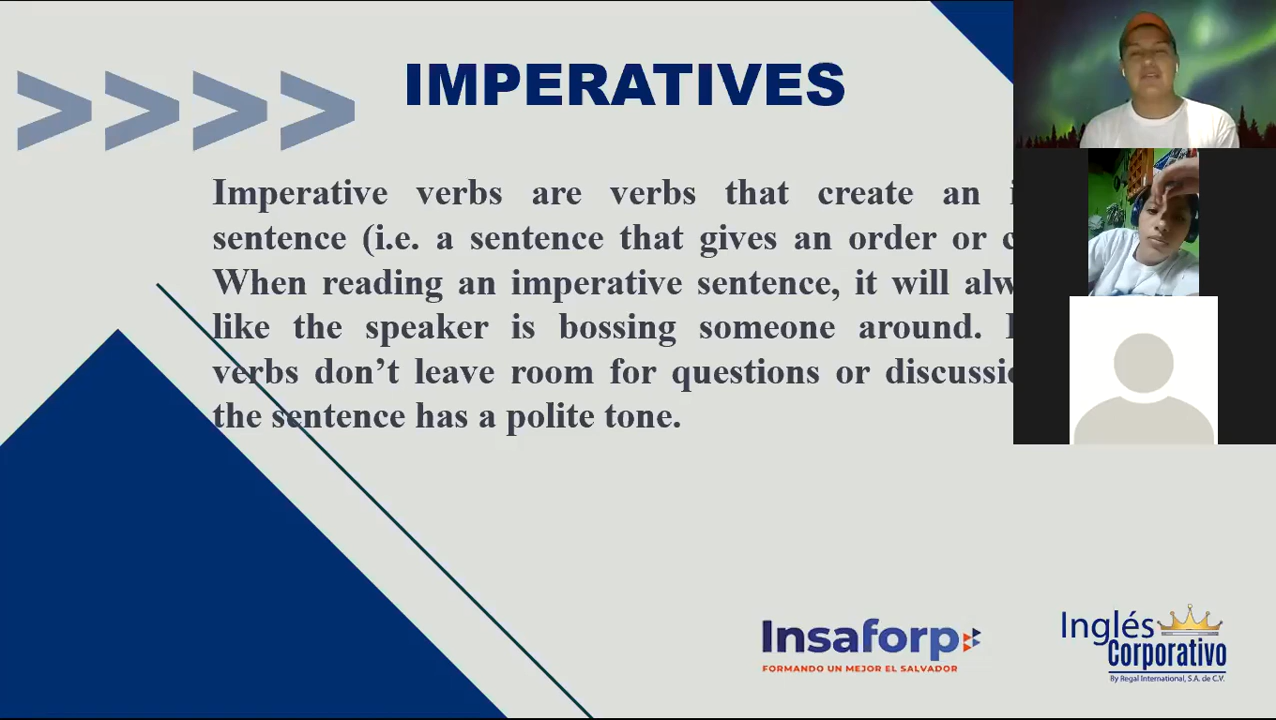 IMPERATIVES
Imperative verbs are verbs that create an
sentence (i.e. a sentence that gives an order or
When reading an imperative sentence, it will
like the speaker is bossing someone around.
verbs don’t leave room for questions or
the sentence has a polite tone.
Insaforp
FORMANDO UN MEJOR EL SALVADOR
Inglés
Corporativo
By Regal International, S.A. de C.V.